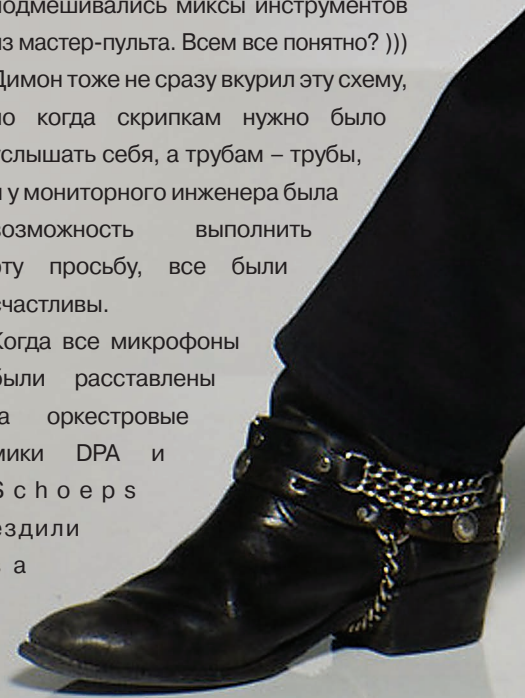 подмешивались миксы инструментов
из мастер-пульта. Всем все понятно? )))
Димон тоже не сразу вкурил эту схему,
но когда скрипкам нужно было
услышать себя, а трубам – трубы,
и у мониторного инженера была
возможность выполнить
эту просьбу, все были
счастливы.
Когда все микрофоны
были расставлены
(а оркестровые
мики DPA и
Schoeps
ездили